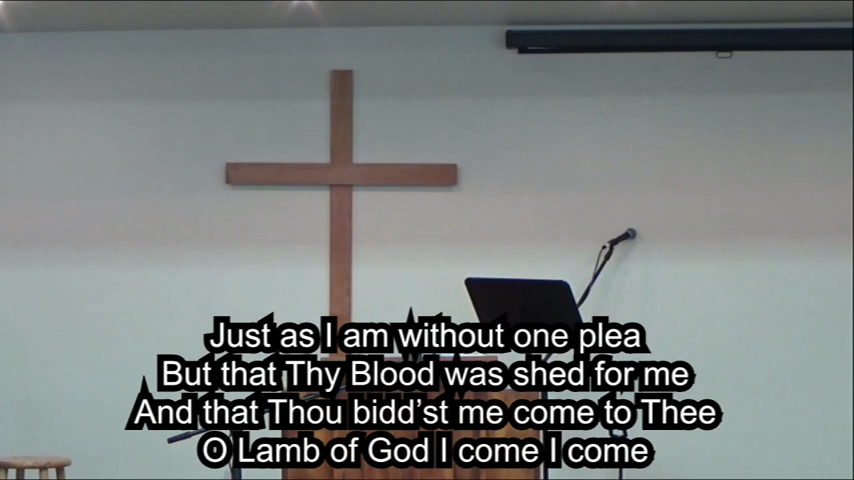 Just as I am without one plea
But that Thy Blood was shed for me
And that Thou bidd'st me come to Thee
O Lamb of God I come I come